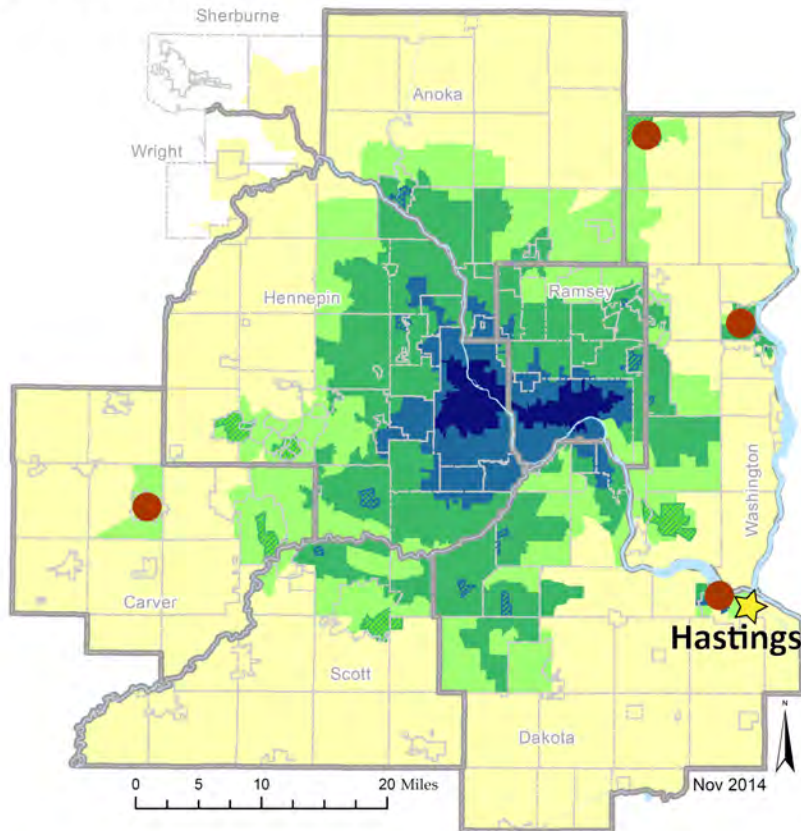 Sherburne
Anoka
Wright
Hennepin
Ramsey
Washington
Carver
Hastings
Scott
Dakota
N
Nov 2014
0 5 10 20 Miles